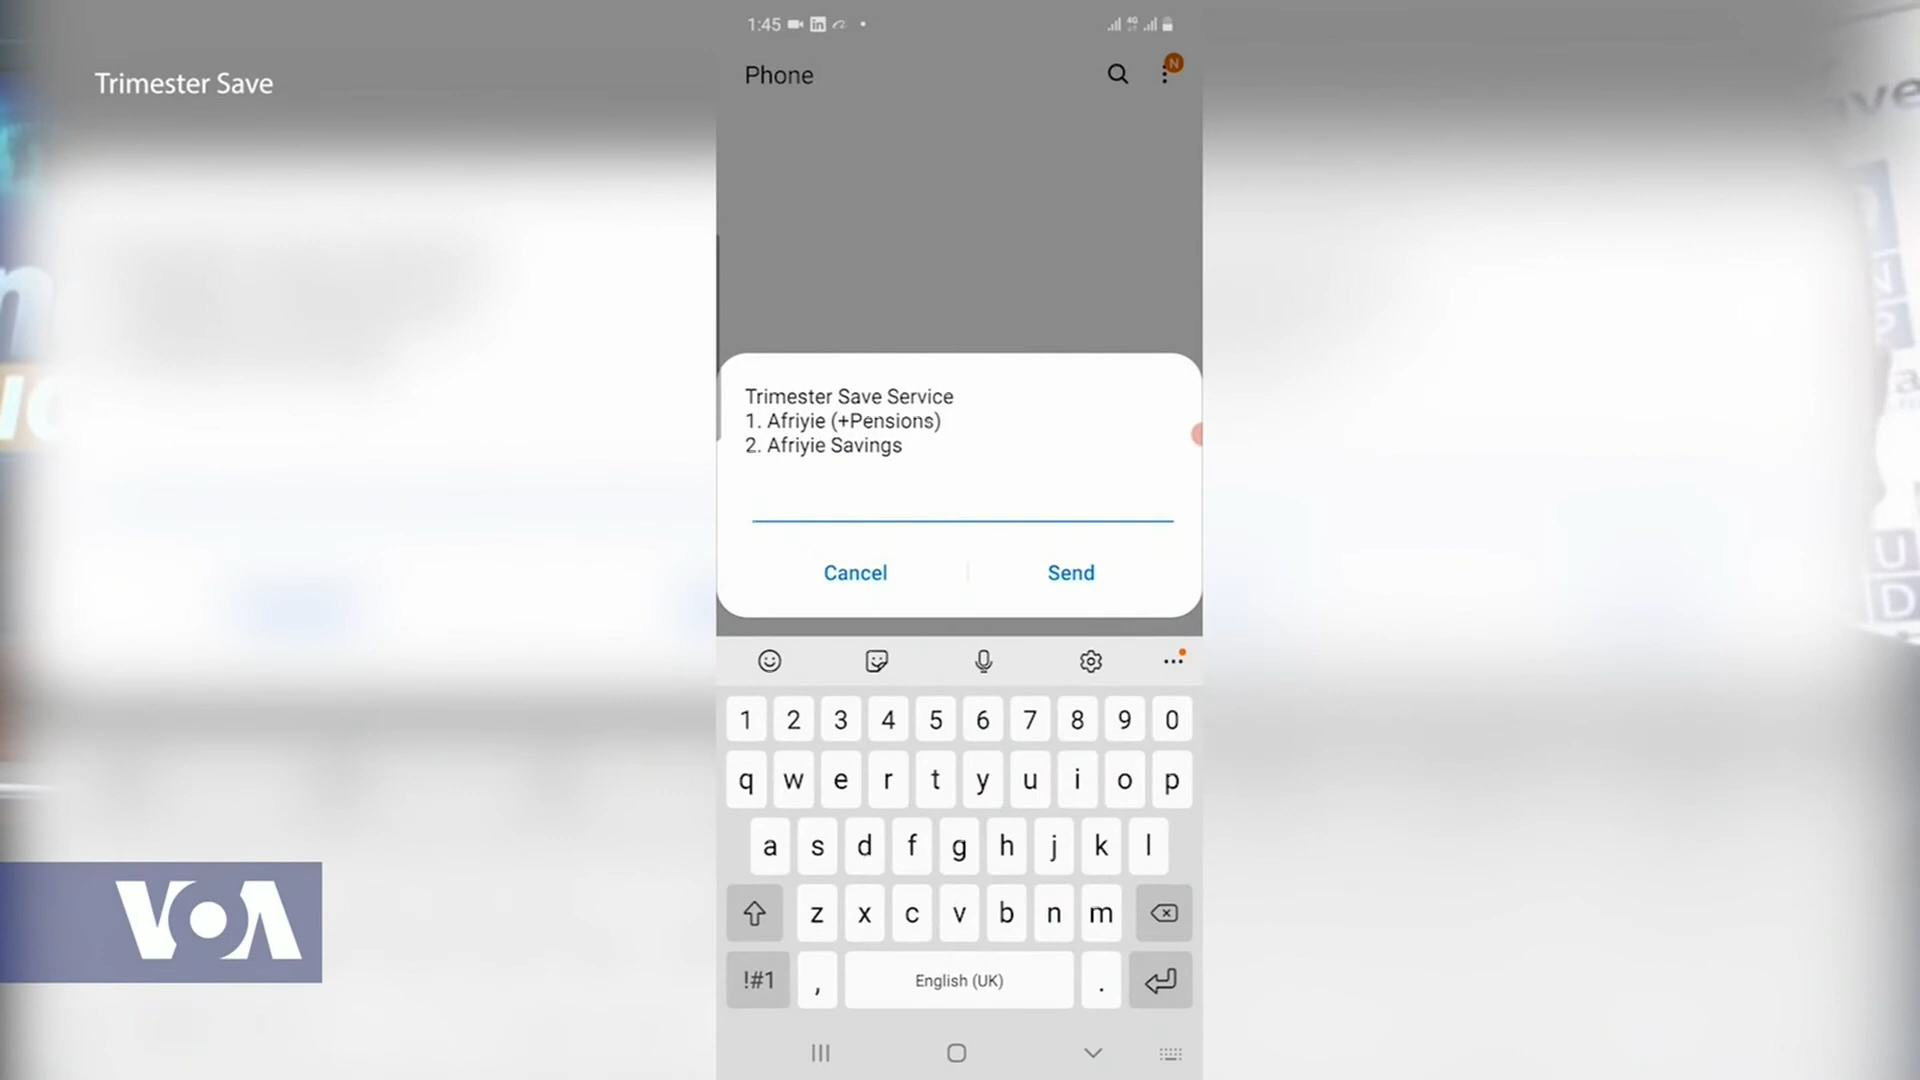 Trimester Save
1:45
4G
Phone
N
Trimester Save Service
1. Afriyie (+Pensions)
2. Afriyie Savings
Cancel
Send
1 2 3 4 5 6 7 8 9 0
q w e r t y u i o p
a s d f g h j k l
z x c v b n m
!#1 , English (UK) .
VOA
U
D